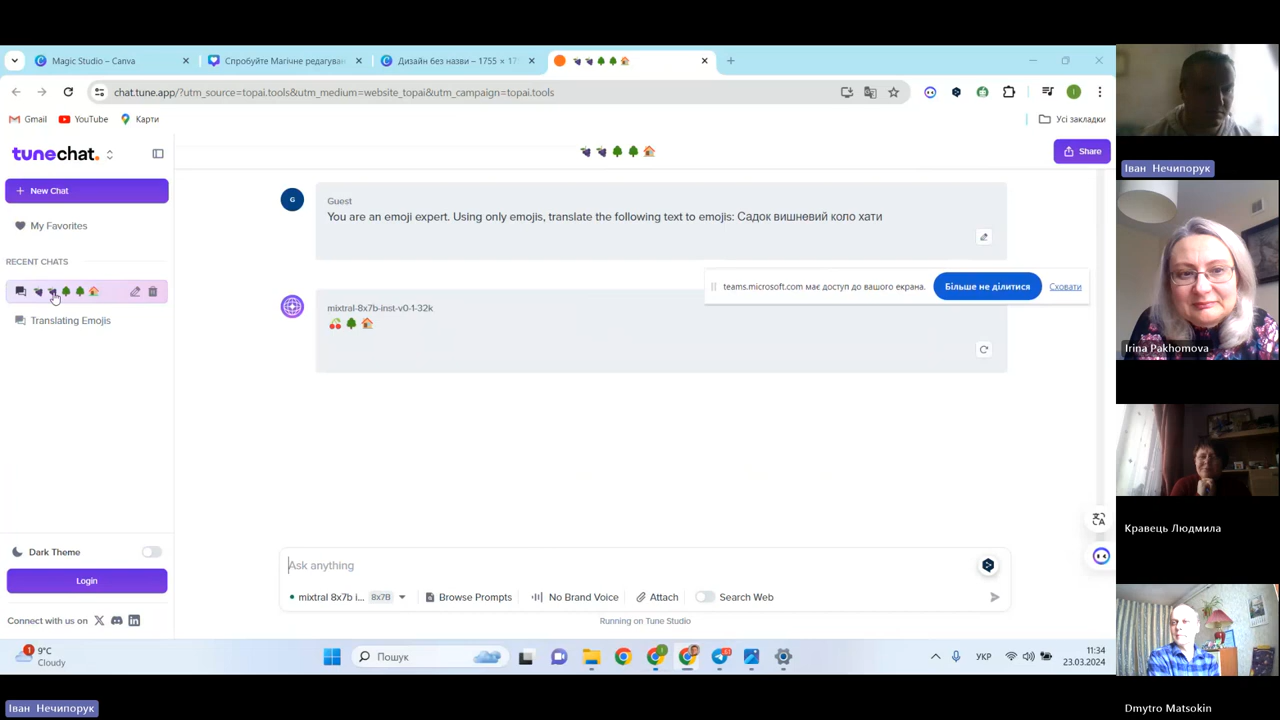 Magic Studio – Canva
Спробуйте Магічне редагуван
Дизайн без назви – 1755 × 17
chat.tune.app/?utm_source=topai.tools&utm_medium=website_topai&utm_campaign=topai.tools
Gmail
YouTube
Карти
Усі закладки
tunechat.
Share
New Chat
My Favorites
RECENT CHATS
Translating Emojis
G
Guest
You are an emoji expert. Using only emojis, translate the following text to emojis: Садок вишневий коло хати
teams.microsoft.com має доступ до вашого екрана.
Більше не ділитися
Сховати
mixtral-8x7b-inst-v0-1-32k
Dark Theme
Login
Connect with us on
Ask anything
mixtral 8x7b i...
8x7B
Browse Prompts
No Brand Voice
Attach
Search Web
Running on Tune Studio
1
9°C
Cloudy
Пошук
УКР
11:34
23.03.2024
Іван Нечипорук
Іван Нечипорук
Irina Pakhomova
Кравець Людмила
Dmytro Matsokin